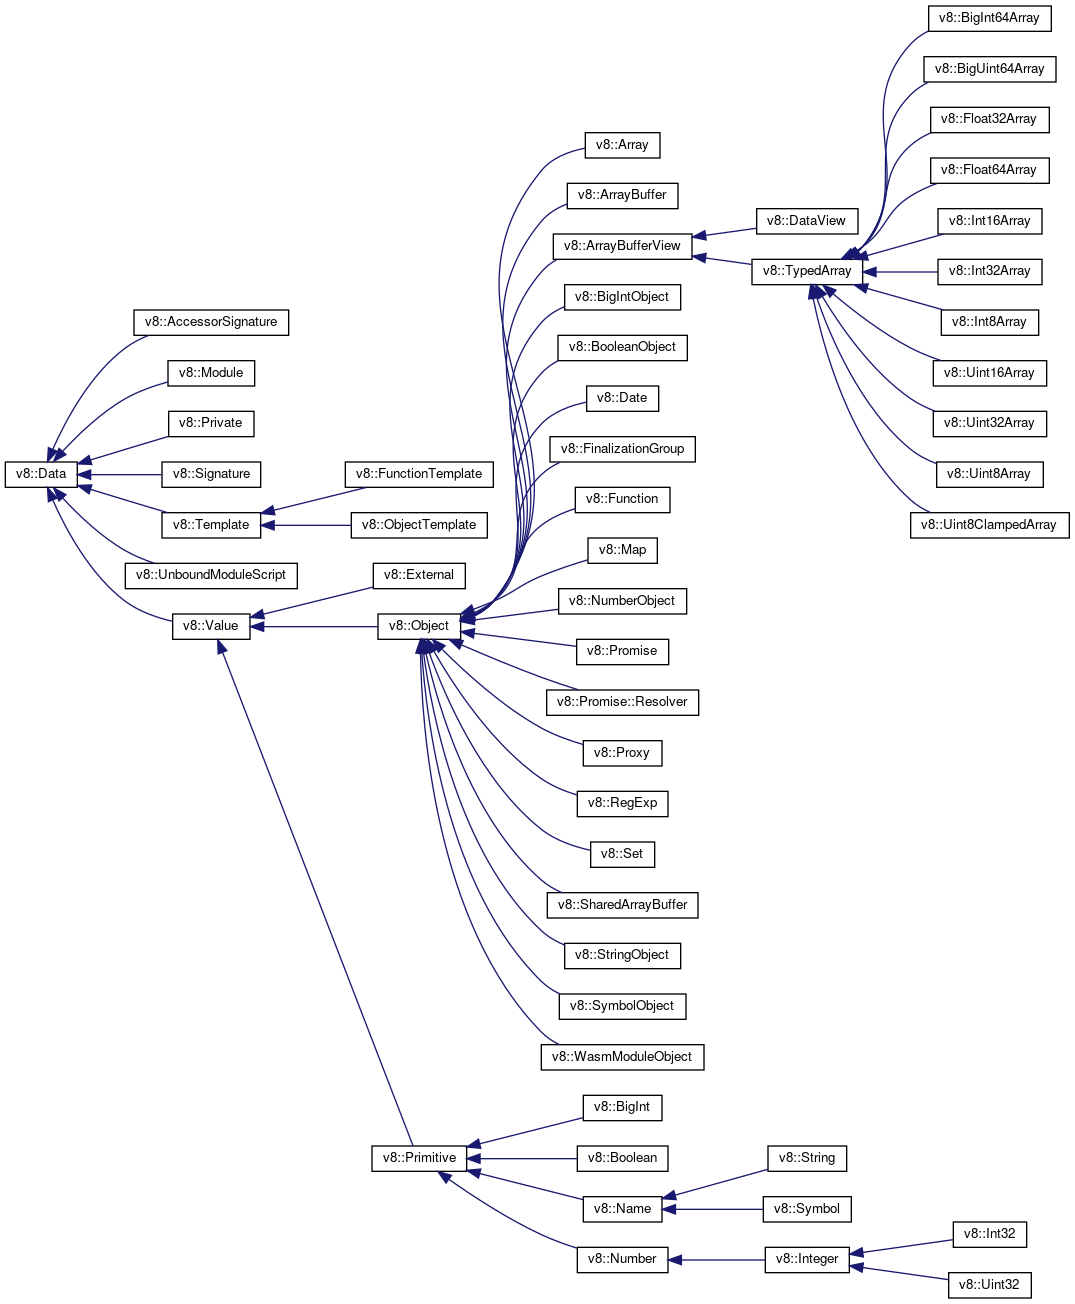 v8::BigInt64Array
v8::BigUint64Array
v8::Float32Array
v8::Array
v8::Float64Array
v8::ArrayBuffer
v8::DataView
v8::Int16Array
v8::ArrayBufferView
v8::TypedArray
v8::Int32Array
v8::BigIntObject
v8::AccessorSignature
v8::Int8Array
v8::BooleanObject
v8::Module
v8::Uint16Array
v8::Date
v8::Private
v8::Uint32Array
v8::FinalizationGroup
v8::Data
v8::Signature
v8::FunctionTemplate
v8::Uint8Array
v8::Function
v8::Template
v8::ObjectTemplate
v8::Uint8ClampedArray
v8::Map
v8::UnboundModuleScript
v8::External
v8::NumberObject
v8::Value
v8::Object
v8::Promise
v8::Promise::Resolver
v8::Proxy
v8::RegExp
v8::Set
v8::SharedArrayBuffer
v8::StringObject
v8::SymbolObject
v8::WasmModuleObject
v8::BigInt
v8::Primitive
v8::Boolean
v8::String
v8::Name
v8::Symbol
v8::Int32
v8::Number
v8::Integer
v8::Uint32